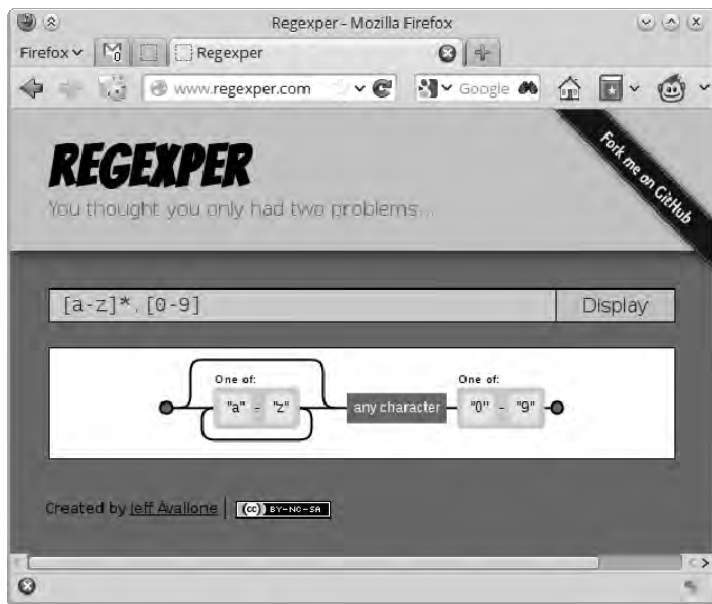 Regexper - Mozilla Firefox
Firefox
M 0
Regexper
www.regexper.com
Google
REGEXPER
You thought you only had two problems...
Fork me on GitHub
[a-z]*.[0-9]
Display
One of:
One of:
"a" - "z"
any character
"0" - "9"
Created by Jeff Avallone
(cc) BY-NC-SA